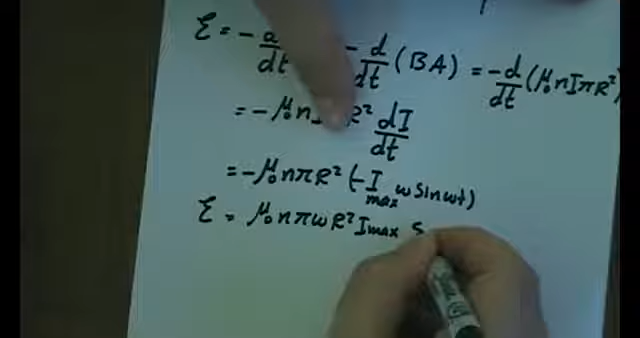 ε = - d/dt - d/dt (BA) = -d/dt (μ₀nIπR²)
= -μ₀n R² dI/dt
= -μ₀nπR² (-I_max ω Sin ωt)
ε = μ₀nπωR² I_max S